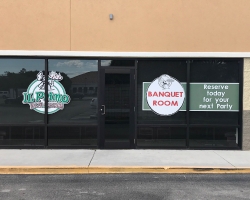 IL Primo
BANQUET
ROOM
Reserve
today
for your
next Party